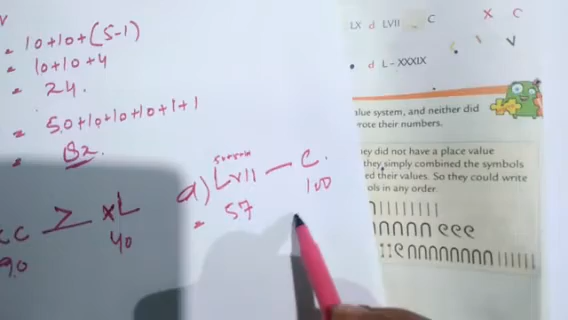 = 10+10+(5-1)
= 10+10+4
= 24.
= 50+10+10+10+1+1
= 82.
cc > XL
90 40
a) LVII — C.
= 57 100
LX d LVII C X C
V
• d L – XXXIX
alue system, and neither did
rote their numbers.
ey did not have a place value
they simply combined the symbols
ed their values. So they could write
ols in any order.